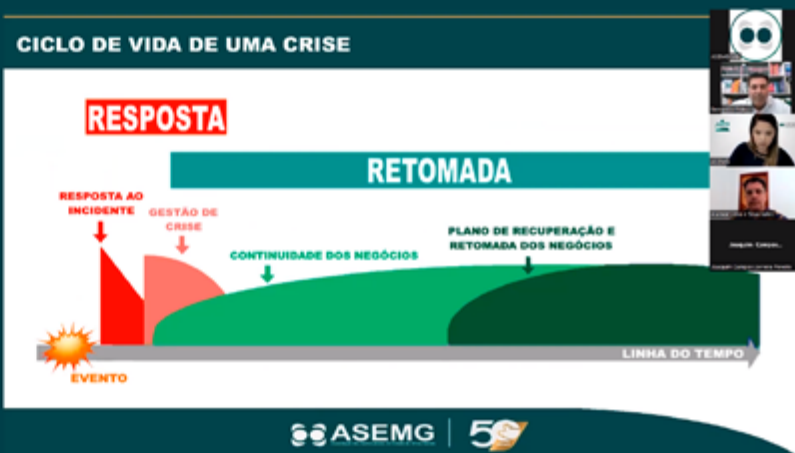 CICLO DE VIDA DE UMA CRISE
RESPOSTA
RETOMADA
RESPOSTA AO
INCIDENTE
GESTÃO DE
CRISE
CONTINUIDADE DOS NEGÓCIOS
PLANO DE RECUPERAÇÃO E
RETOMADA DOS NEGÓCIOS
LINHA DO TEMPO
EVENTO
ASEMG
50